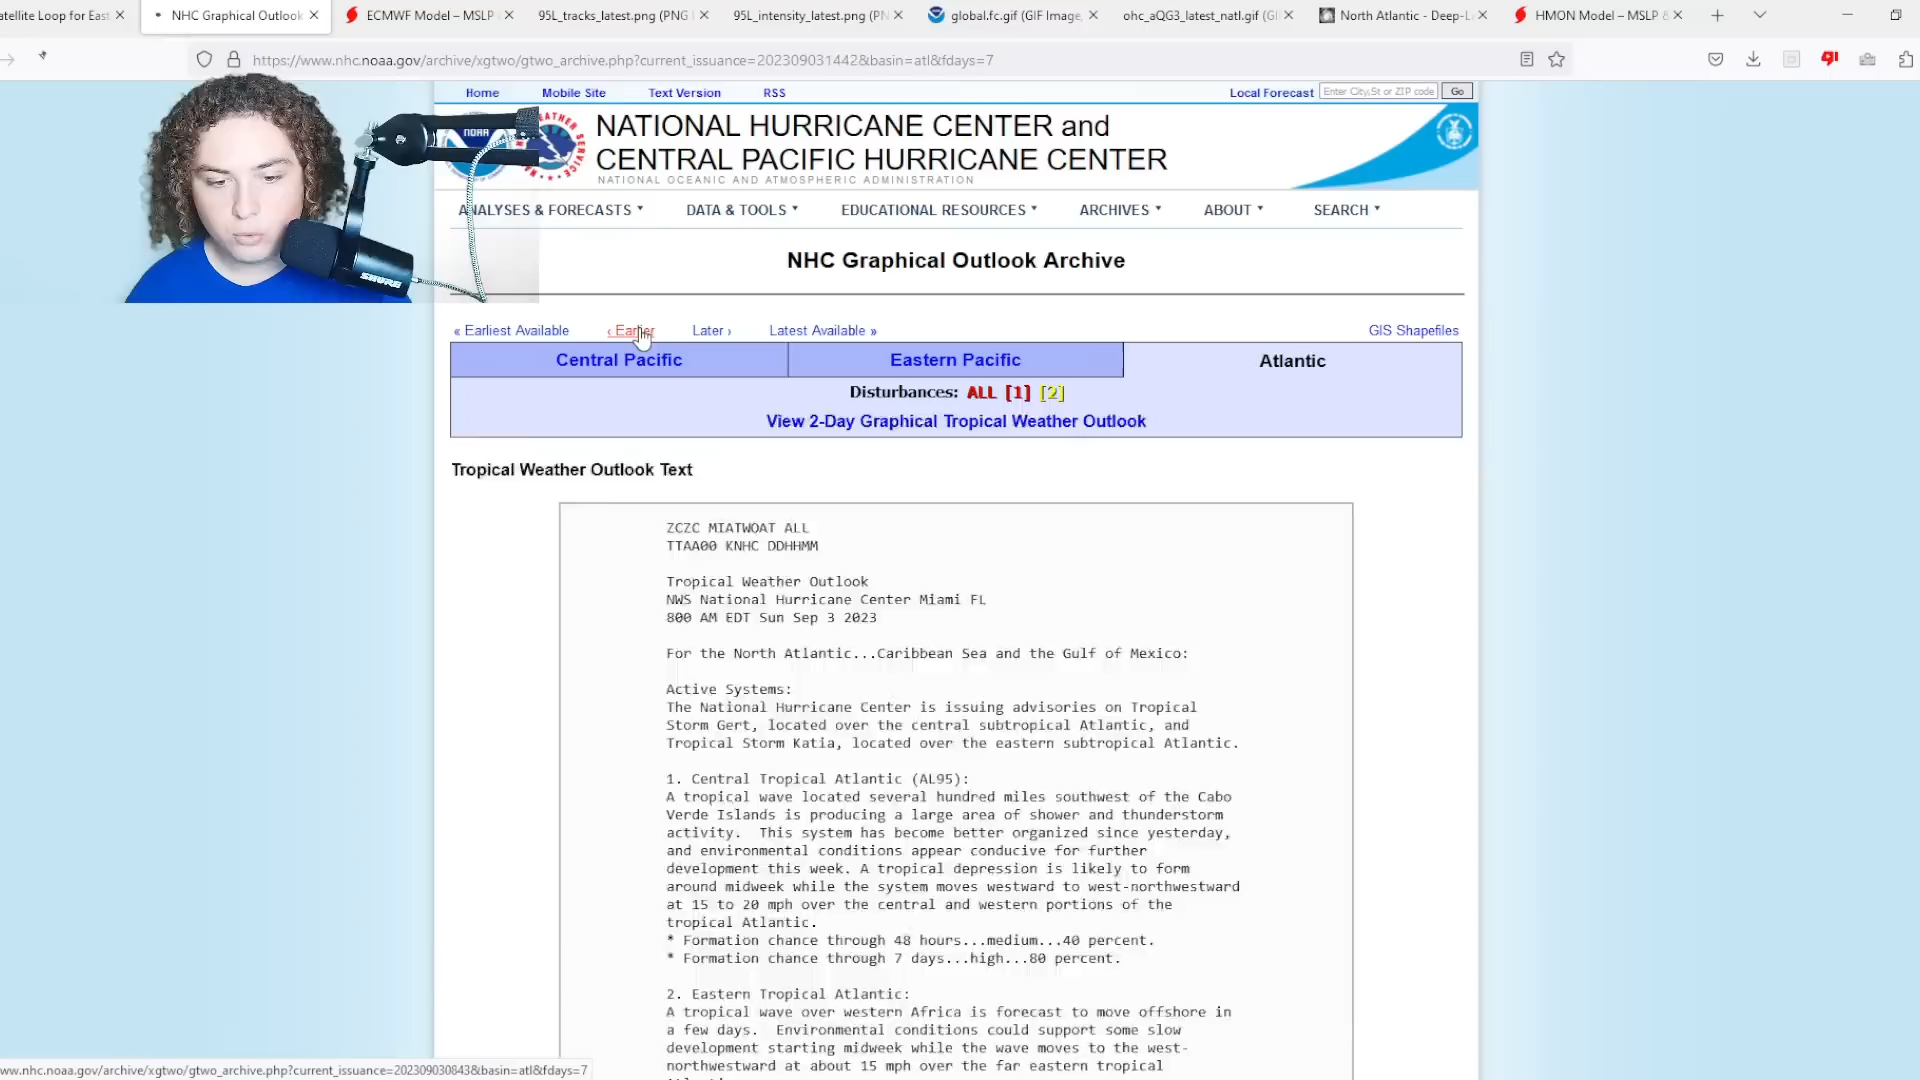 atellite Loop for East
NHC Graphical Outlook
ECMWF Model – MSLP
95L_tracks_latest.png (PNG
95L_intensity_latest.png (PN
global.fc.gif (GIF Image,
ohc_aQG3_latest_natl.gif (GI
North Atlantic - Deep-L
HMON Model – MSLP &
https://www.nhc.noaa.gov/archive/xgtwo/gtwo_archive.php?current_issuance=202309031442&basin=atl&fdays=7
Home Mobile Site Text Version RSS Local Forecast Enter City,St or ZIP code Go
NOAA
NATIONAL HURRICANE CENTER and
CENTRAL PACIFIC HURRICANE CENTER
NATIONAL OCEANIC AND ATMOSPHERIC ADMINISTRATION
ANALYSES & FORECASTS DATA & TOOLS EDUCATIONAL RESOURCES ARCHIVES ABOUT SEARCH
SHURE
NHC Graphical Outlook Archive
« Earliest Available ‹ Earlier Later › Latest Available » GIS Shapefiles
Central Pacific Eastern Pacific Atlantic
Disturbances: ALL [1] [2]
View 2-Day Graphical Tropical Weather Outlook
Tropical Weather Outlook Text
ZCZC MIATWOAT ALL
TTAA00 KNHC DDHHMM
Tropical Weather Outlook
NWS National Hurricane Center Miami FL
800 AM EDT Sun Sep 3 2023
For the North Atlantic...Caribbean Sea and the Gulf of Mexico:
Active Systems:
The National Hurricane Center is issuing advisories on Tropical
Storm Gert, located over the central subtropical Atlantic, and
Tropical Storm Katia, located over the eastern subtropical Atlantic.
1. Central Tropical Atlantic (AL95):
A tropical wave located several hundred miles southwest of the Cabo
Verde Islands is producing a large area of shower and thunderstorm
activity. This system has become better organized since yesterday,
and environmental conditions appear conducive for further
development this week. A tropical depression is likely to form
around midweek while the system moves westward to west-northwestward
at 15 to 20 mph over the central and western portions of the
tropical Atlantic.
* Formation chance through 48 hours...medium...40 percent.
* Formation chance through 7 days...high...80 percent.
2. Eastern Tropical Atlantic:
A tropical wave over western Africa is forecast to move offshore in
a few days. Environmental conditions could support some slow
development starting midweek while the wave moves to the west-
northwestward at about 15 mph over the far eastern tropical
ww.nhc.noaa.gov/archive/xgtwo/gtwo_archive.php?current_issuance=202309030843&basin=atl&fdays=7